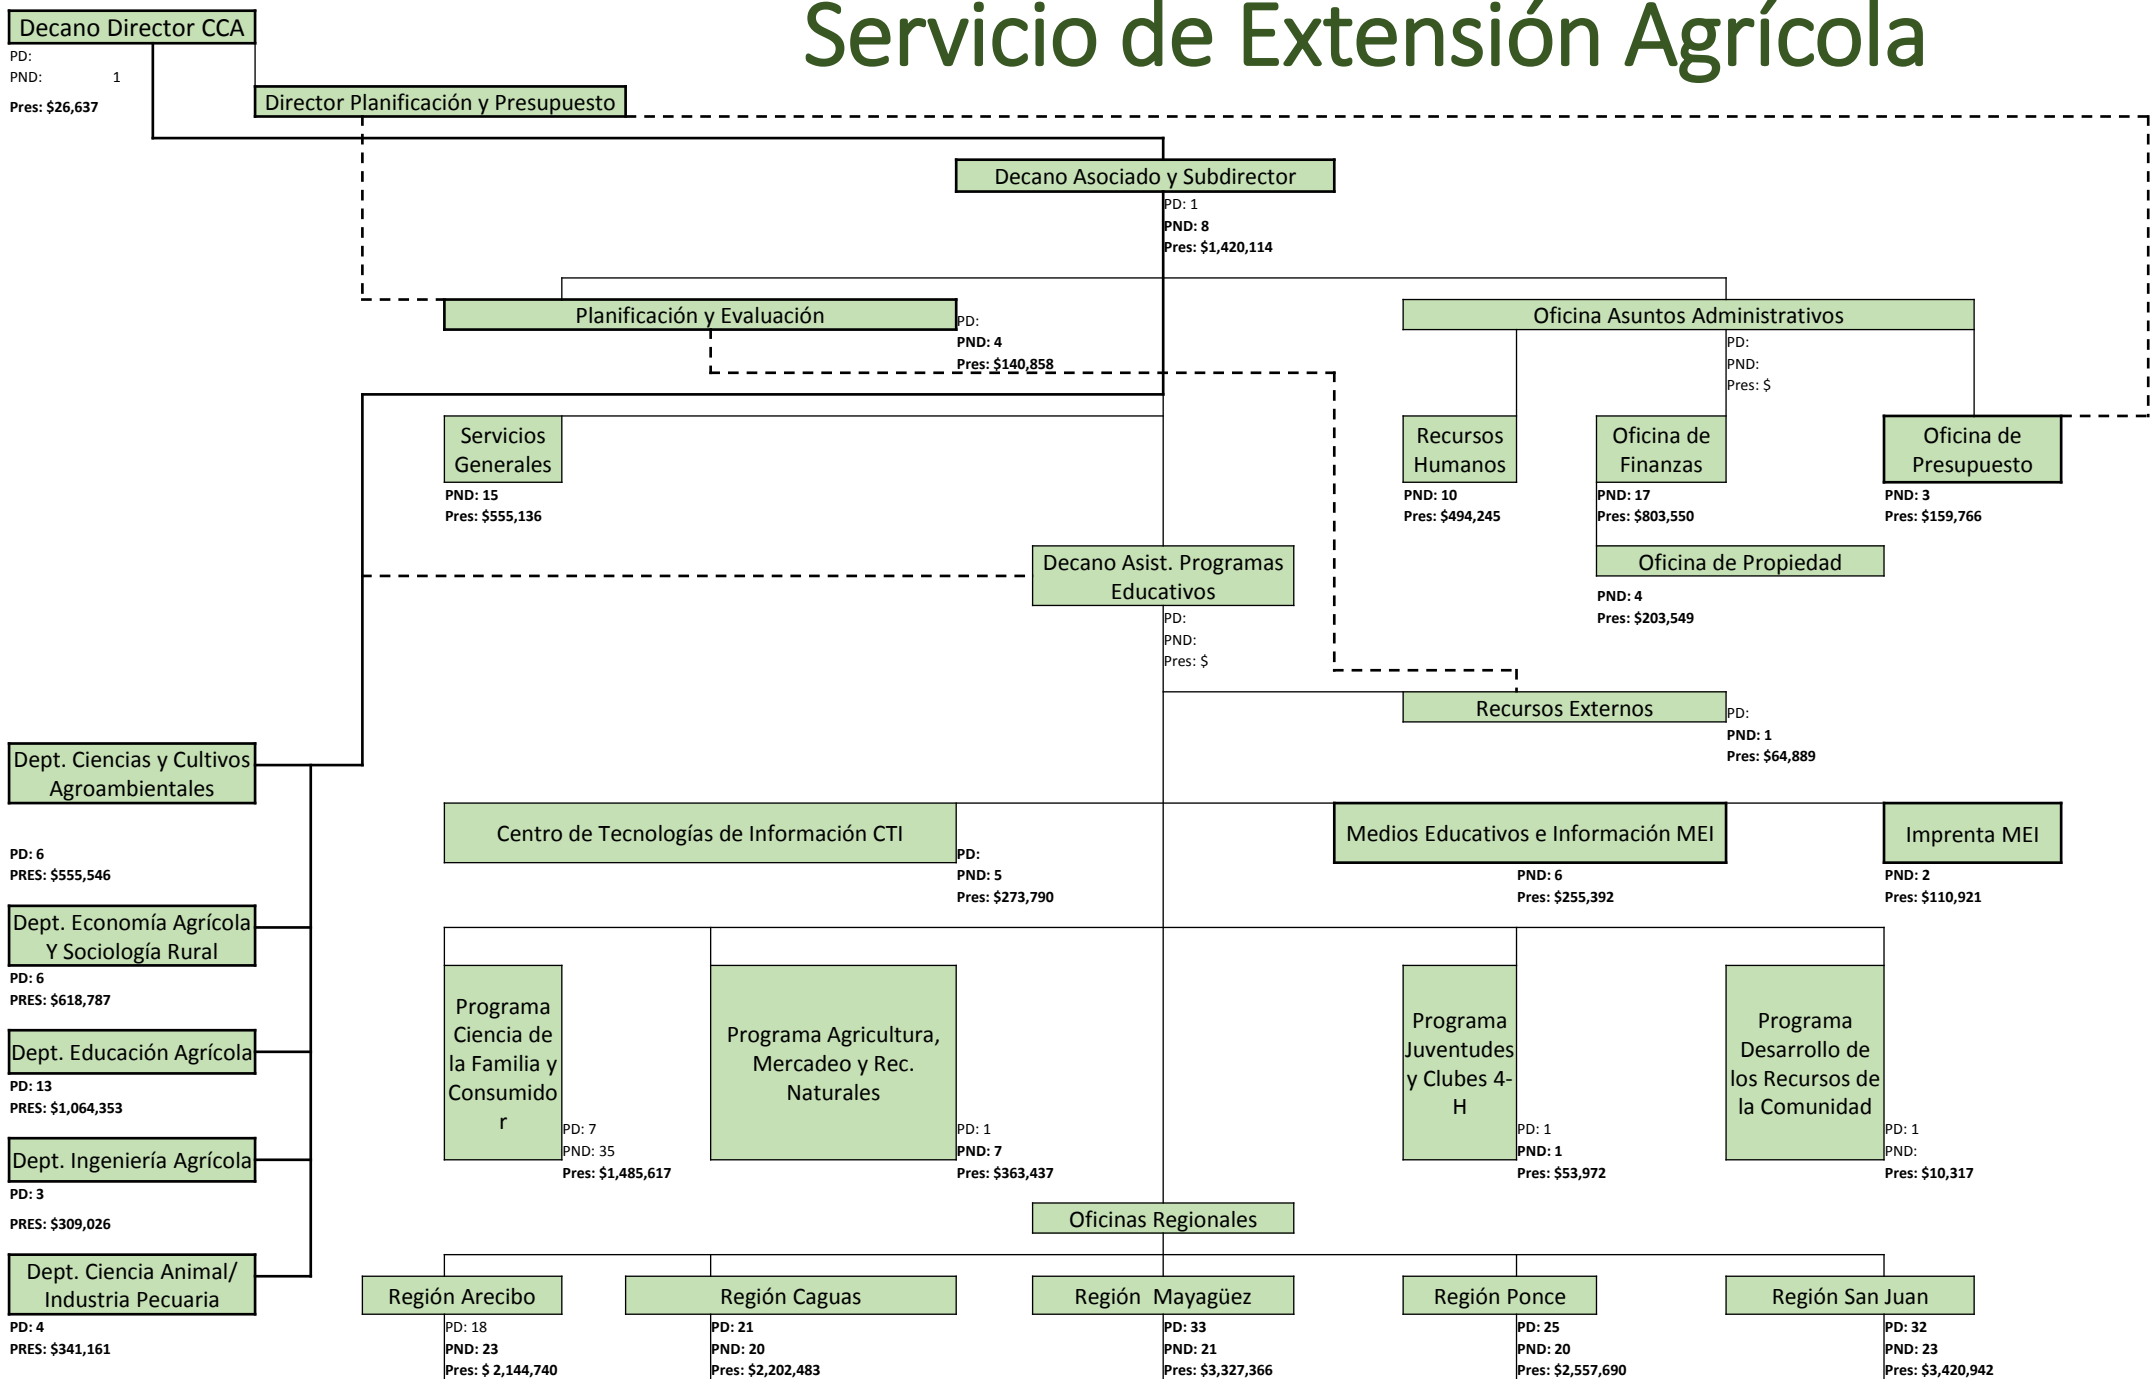 Servicio de Extensión Agrícola
Decano Director CCA
PD:
PND: 1
Pres: $26,637
Director Planificación y Presupuesto
Decano Asociado y Subdirector
PD: 1
PND: 8
Pres: $1,420,114
Planificación y Evaluación
PD:
PND: 4
Pres: $140,858
Oficina Asuntos Administrativos
PD:
PND:
Pres: $
Servicios
Generales
PND: 15
Pres: $555,136
Recursos
Humanos
PND: 10
Pres: $494,245
Oficina de
Finanzas
PND: 17
Pres: $803,550
Oficina de
Presupuesto
PND: 3
Pres: $159,766
Decano Asist. Programas
Educativos
PD:
PND:
Pres: $
Oficina de Propiedad
PND: 4
Pres: $203,549
Recursos Externos
PD:
PND: 1
Pres: $64,889
Dept. Ciencias y Cultivos
Agroambientales
PD: 6
PRES: $555,546
Dept. Economía Agrícola
Y Sociología Rural
PD: 6
PRES: $618,787
Dept. Educación Agrícola
PD: 13
PRES: $1,064,353
Dept. Ingeniería Agrícola
PD: 3
PRES: $309,026
Dept. Ciencia Animal/
Industria Pecuaria
PD: 4
PRES: $341,161
Centro de Tecnologías de Información CTI
PD:
PND: 5
Pres: $273,790
Medios Educativos e Información MEI
PND: 6
Pres: $255,392
Imprenta MEI
PND: 2
Pres: $110,921
Programa
Ciencia de
la Familia y
Consumido
r
PD: 7
PND: 35
Pres: $1,485,617
Programa Agricultura,
Mercadeo y Rec.
Naturales
PD: 1
PND: 7
Pres: $363,437
Programa
Juventudes
y Clubes 4-
H
PD: 1
PND: 1
Pres: $53,972
Programa
Desarrollo de
los Recursos de
la Comunidad
PD: 1
PND:
Pres: $10,317
Oficinas Regionales
Región Arecibo
PD: 18
PND: 23
Pres: $ 2,144,740
Región Caguas
PD: 21
PND: 20
Pres: $2,202,483
Región Mayagüez
PD: 33
PND: 21
Pres: $3,327,366
Región Ponce
PD: 25
PND: 20
Pres: $2,557,690
Región San Juan
PD: 32
PND: 23
Pres: $3,420,942